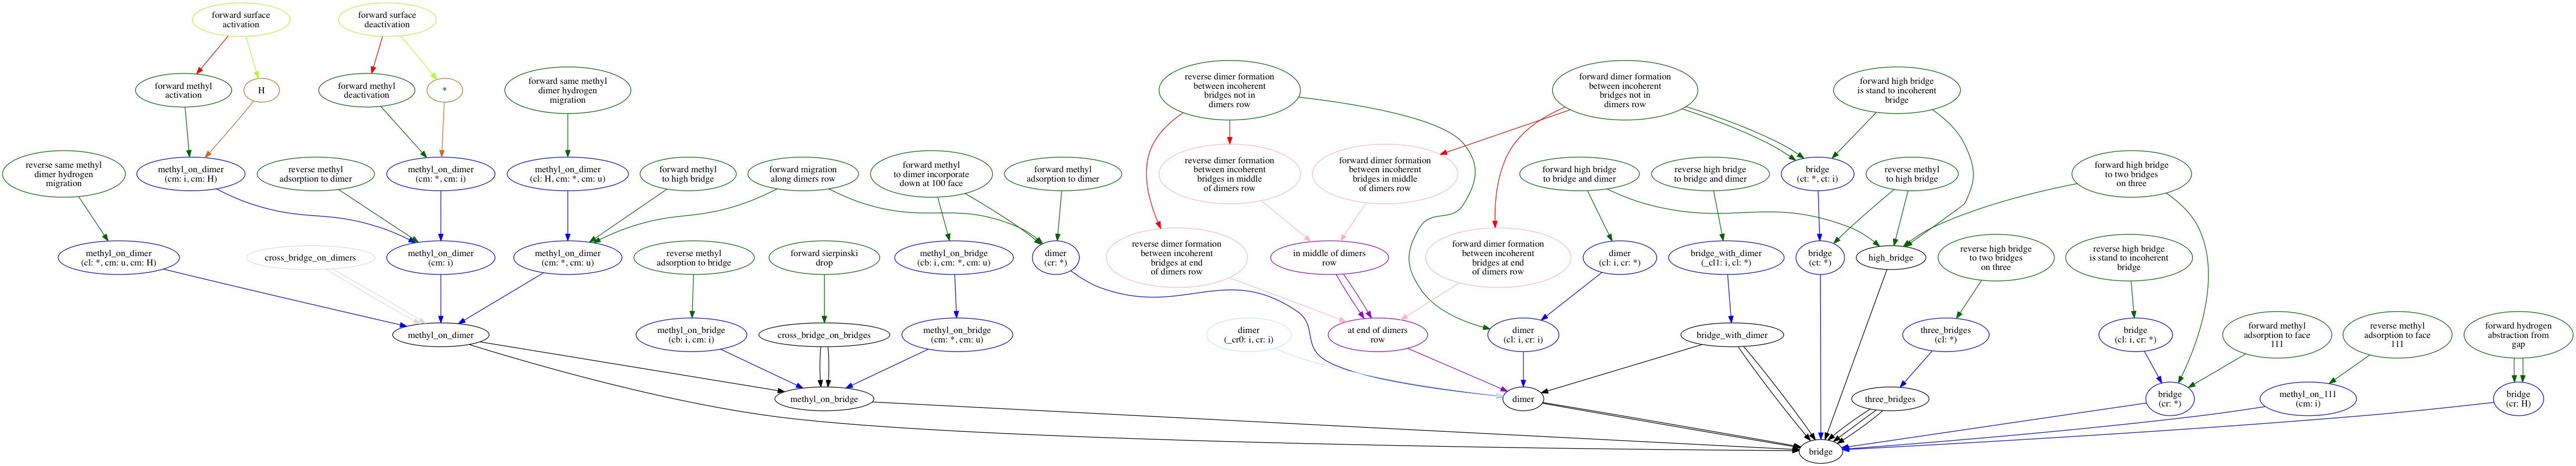 forward surface
activation
forward surface
deactivation
forward methyl
activation
H
forward methyl
deactivation
*
forward same methyl
dimer hydrogen
migration
reverse dimer formation
between incoherent
bridges not in
dimers row
forward dimer formation
between incoherent
bridges not in
dimers row
forward high bridge
is stand to incoherent
bridge
reverse same methyl
dimer hydrogen
migration
methyl_on_dimer
(cm: i, cm: H)
reverse methyl
adsorption to dimer
methyl_on_dimer
(cm: *, cm: i)
methyl_on_dimer
(cl: H, cm: *, cm: u)
forward methyl
to high bridge
forward migration
along dimers row
forward methyl
to dimer incorporate
down at 100 face
forward methyl
adsorption to dimer
reverse dimer formation
between incoherent
bridges in middle
of dimers row
forward dimer formation
between incoherent
bridges in middle
of dimers row
forward high bridge
to bridge and dimer
reverse high bridge
to bridge and dimer
bridge
(ct: *, ct: i)
reverse methyl
to high bridge
forward high bridge
to two bridges
on three
methyl_on_dimer
(cl: *, cm: u, cm: H)
cross_bridge_on_dimers
methyl_on_dimer
(cm: i)
methyl_on_dimer
(cm: *, cm: u)
reverse methyl
adsorption to bridge
forward sierpinski
drop
methyl_on_bridge
(cb: i, cm: *, cm: u)
dimer
(cr: *)
reverse dimer formation
between incoherent
bridges at end
of dimers row
in middle of dimers
row
forward dimer formation
between incoherent
bridges at end
of dimers row
dimer
(cl: i, cr: *)
bridge_with_dimer
(_cl1: i, cl: *)
bridge
(ct: *)
high_bridge
reverse high bridge
to two bridges
on three
reverse high bridge
is stand to incoherent
bridge
methyl_on_dimer
methyl_on_bridge
(cb: i, cm: i)
cross_bridge_on_bridges
methyl_on_bridge
(cm: *, cm: u)
dimer
(_cr0: i, cr: i)
at end of dimers
row
dimer
(cl: i, cr: i)
bridge_with_dimer
three_bridges
(cl: *)
bridge
(cl: i, cr: *)
forward methyl
adsorption to face
111
reverse methyl
adsorption to face
111
forward hydrogen
abstraction from
gap
methyl_on_bridge
dimer
three_bridges
bridge
(cr: *)
methyl_on_111
(cm: i)
bridge
(cr: H)
bridge